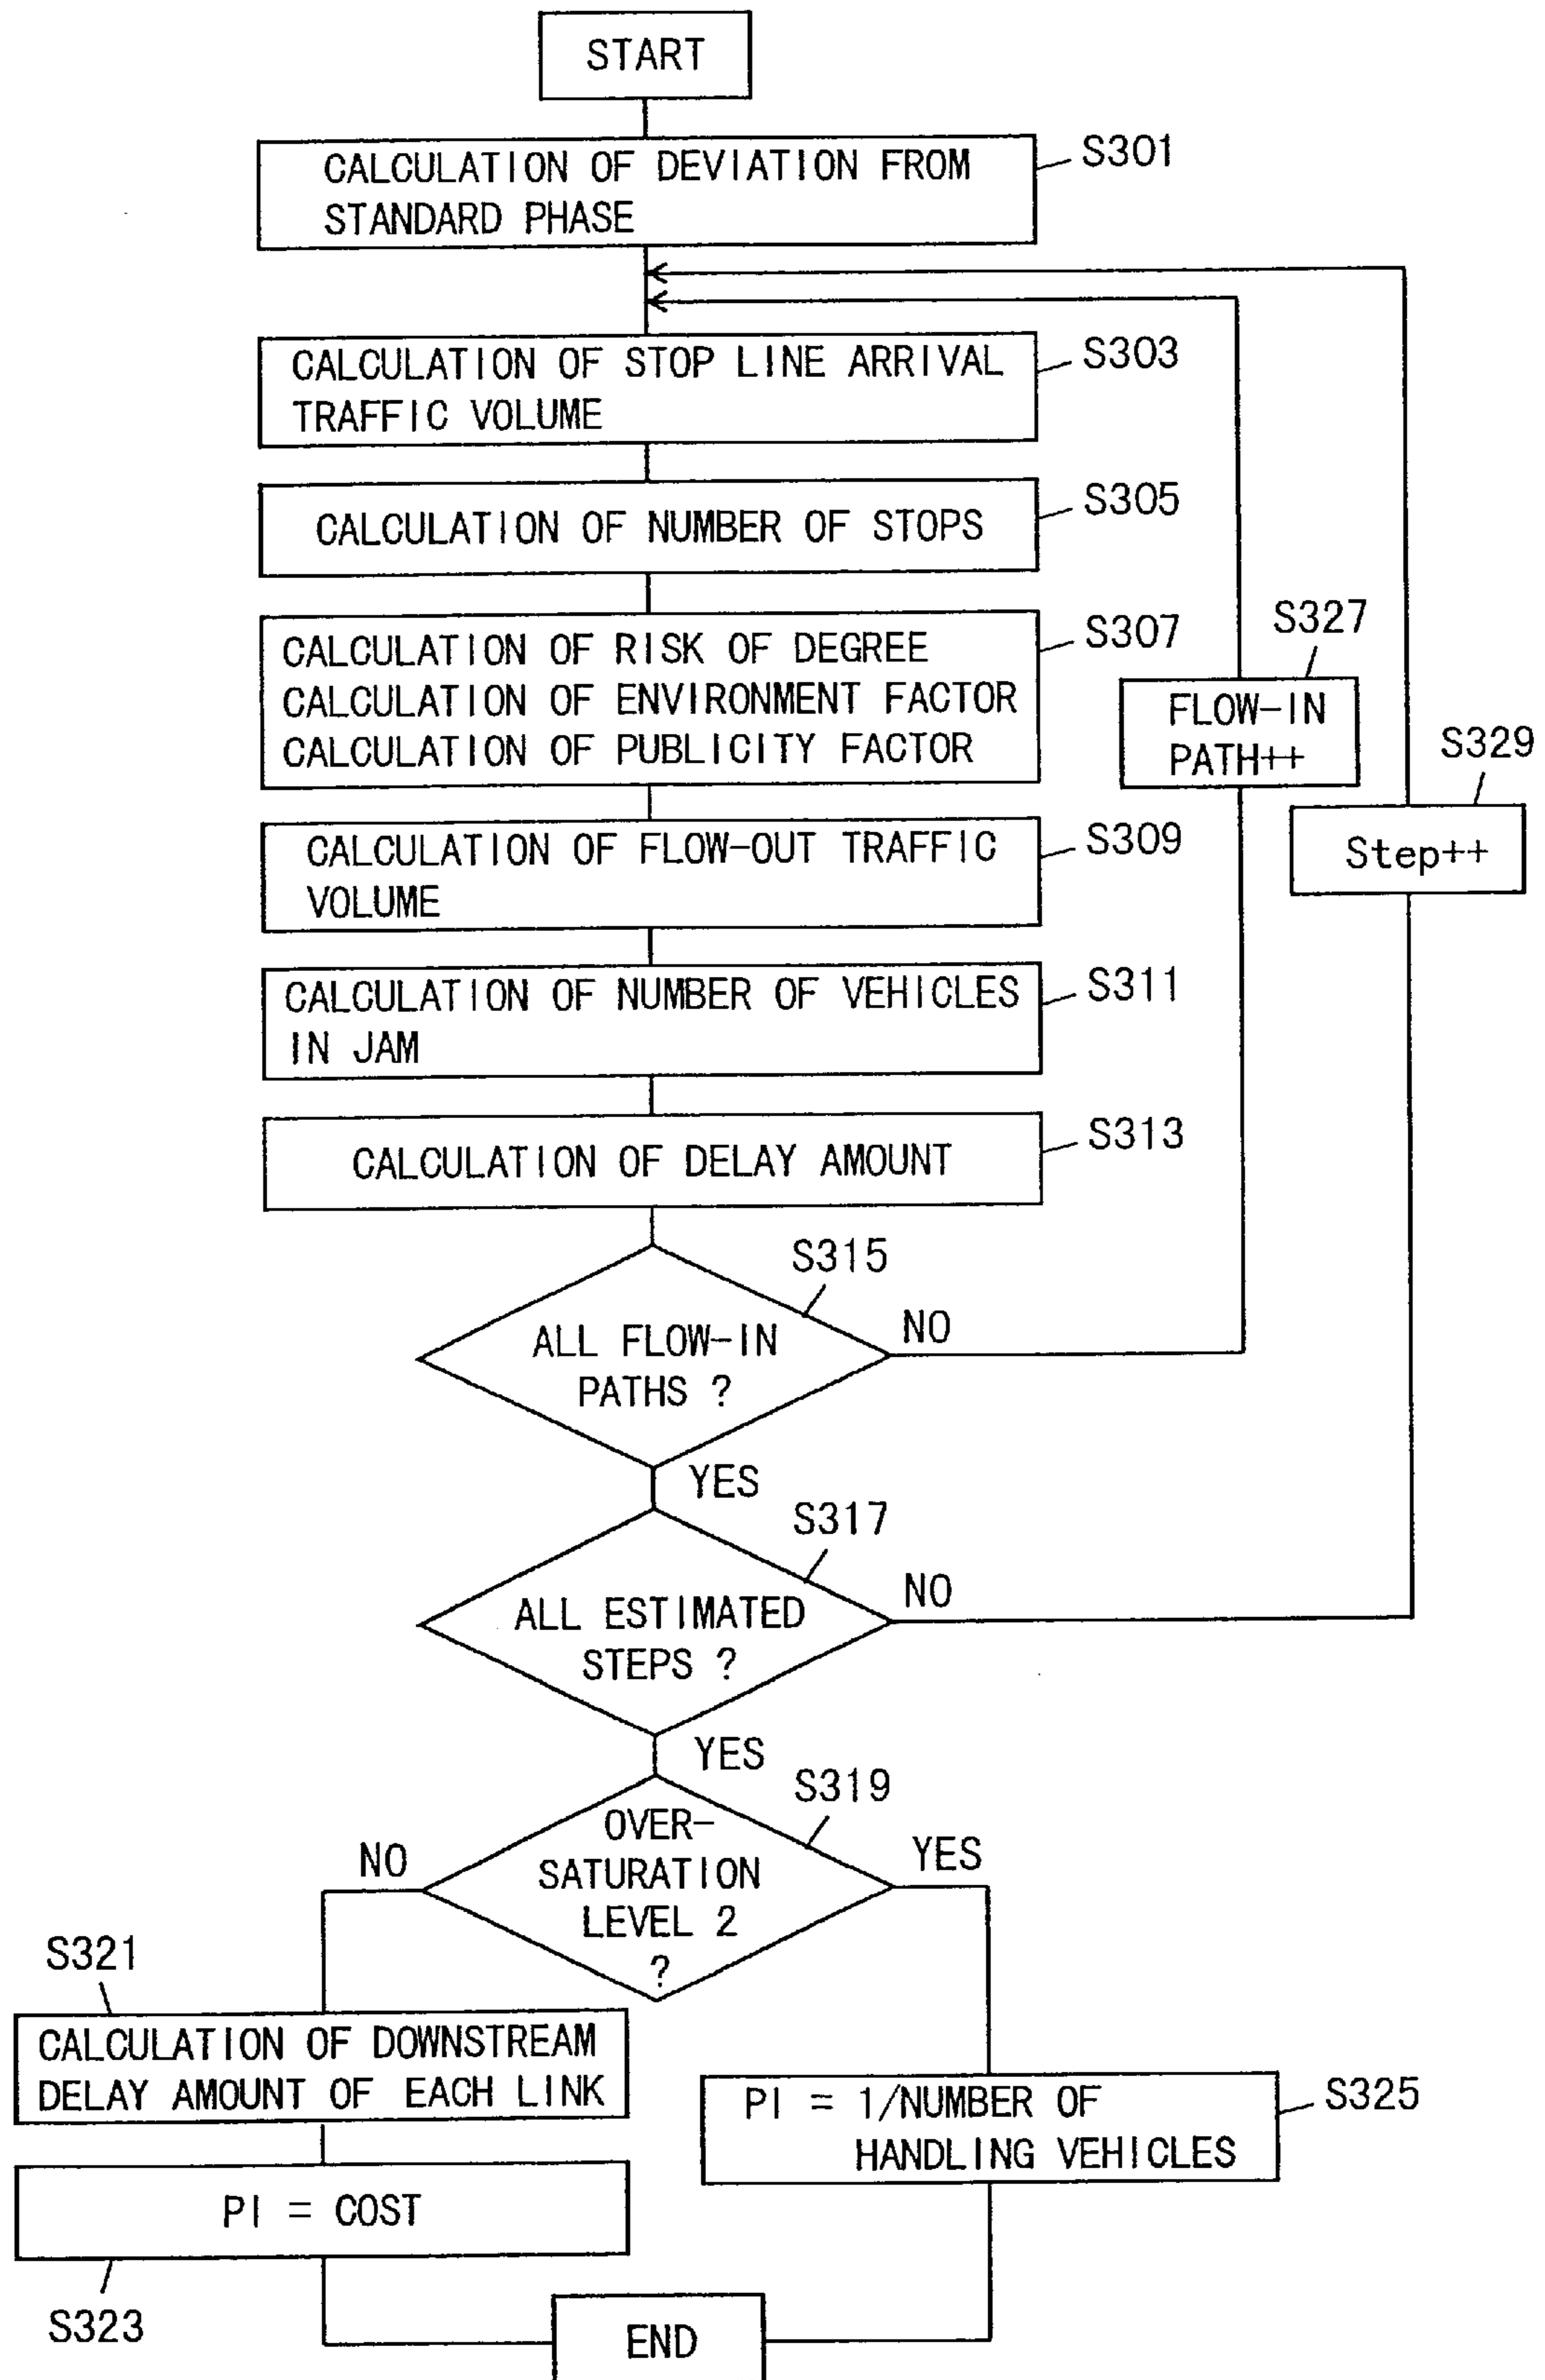 START
CALCULATION OF DEVIATION FROM
STANDARD PHASE
S301
CALCULATION OF STOP LINE ARRIVAL
TRAFFIC VOLUME
S303
CALCULATION OF NUMBER OF STOPS
S305
CALCULATION OF RISK OF DEGREE
CALCULATION OF ENVIRONMENT FACTOR
CALCULATION OF PUBLICITY FACTOR
S307
S327
FLOW-IN
PATH++
S329
Step++
CALCULATION OF FLOW-OUT TRAFFIC
VOLUME
S309
CALCULATION OF NUMBER OF VEHICLES
IN JAM
S311
CALCULATION OF DELAY AMOUNT
S313
S315
ALL FLOW-IN
PATHS ?
NO
YES
S317
ALL ESTIMATED
STEPS ?
NO
YES
S319
OVER-
SATURATION
LEVEL 2
?
NO
YES
S321
CALCULATION OF DOWNSTREAM
DELAY AMOUNT OF EACH LINK
PI = 1/NUMBER OF
HANDLING VEHICLES
S325
PI = COST
S323
END